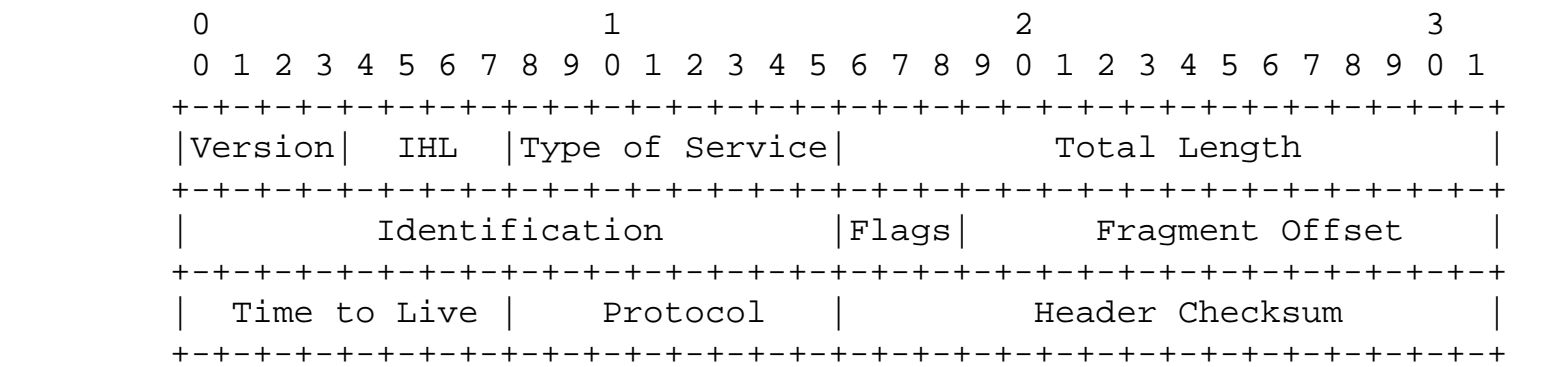 0                   1                   2                   3
 0 1 2 3 4 5 6 7 8 9 0 1 2 3 4 5 6 7 8 9 0 1 2 3 4 5 6 7 8 9 0 1
+-+-+-+-+-+-+-+-+-+-+-+-+-+-+-+-+-+-+-+-+-+-+-+-+-+-+-+-+-+-+-+-+
|Version|  IHL  |Type of Service|          Total Length         |
+-+-+-+-+-+-+-+-+-+-+-+-+-+-+-+-+-+-+-+-+-+-+-+-+-+-+-+-+-+-+-+-+
|         Identification        |Flags|      Fragment Offset    |
+-+-+-+-+-+-+-+-+-+-+-+-+-+-+-+-+-+-+-+-+-+-+-+-+-+-+-+-+-+-+-+-+
|  Time to Live |    Protocol   |         Header Checksum       |
+-+-+-+-+-+-+-+-+-+-+-+-+-+-+-+-+-+-+-+-+-+-+-+-+-+-+-+-+-+-+-+-+